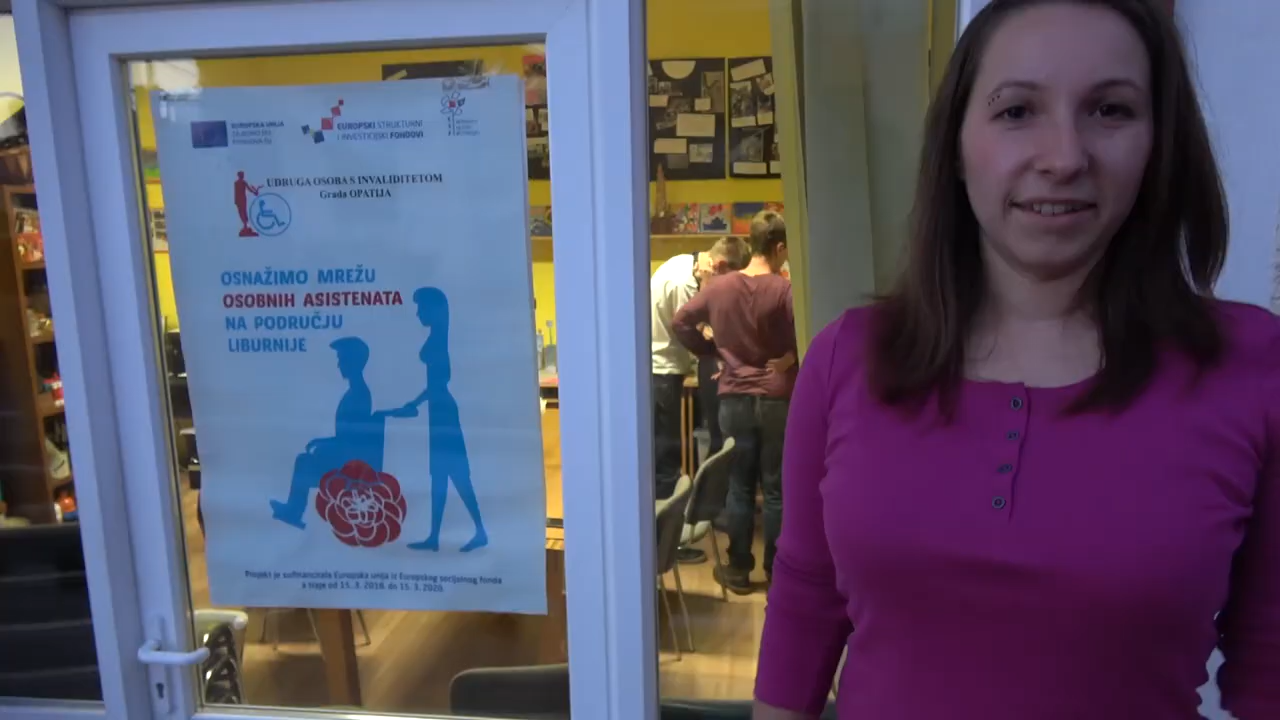 EUROPSKA UNIJA
EUROPSKI STRUKTURNI
I INVESTICIJSKI FONDOVI
UDRUGA OSOBA S INVALIDITETOM
Grada OPATIJA
OSNAŽIMO MREŽU
OSOBNIH ASISTENATA
NA PODRUČJU
LIBURNIJE
Projekt je sufinancirala Europska unija iz Europskog socijalnog fonda
a traje od 15. 3. 2018. do 15. 3. 2020.